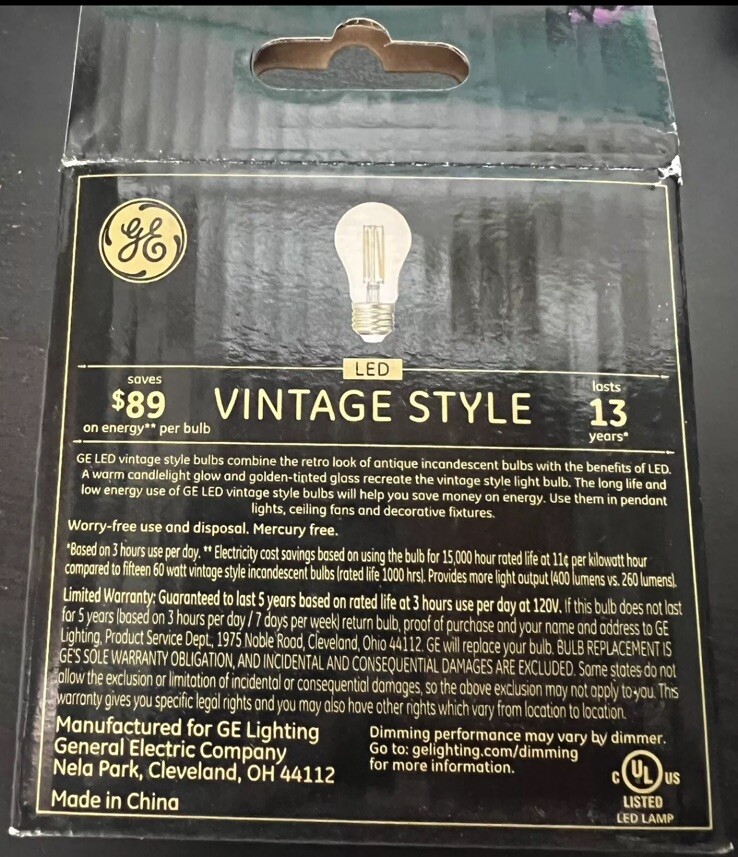 GE
LED
saves
$89
on energy** per bulb
VINTAGE STYLE
lasts
13
years*
GE LED vintage style bulbs combine the retro look of antique incandescent bulbs with the benefits of LED.
A warm candlelight glow and golden-tinted glass recreate the vintage style light bulb. The long life and
low energy use of GE LED vintage style bulbs will help you save money on energy. Use them in pendant
lights, ceiling fans and decorative fixtures.
Worry-free use and disposal. Mercury free.
*Based on 3 hours use per day. ** Electricity cost savings based on using the bulb for 15,000 hour rated life at 11¢ per kilowatt hour
compared to fifteen 60 watt vintage style incandescent bulbs (rated life 1000 hrs). Provides more light output (400 lumens vs. 260 lumens).
Limited Warranty: Guaranteed to last 5 years based on rated life at 3 hours use per day at 120V. If this bulb does not last
for 5 years (based on 3 hours per day / 7 days per week) return bulb, proof of purchase and your name and address to GE
Lighting, Product Service Dept., 1975 Noble Road, Cleveland, Ohio 44112. GE will replace your bulb. BULB REPLACEMENT IS
GE'S SOLE WARRANTY OBLIGATION, AND INCIDENTAL AND CONSEQUENTIAL DAMAGES ARE EXCLUDED. Some states do not
allow the exclusion or limitation of incidental or consequential damages, so the above exclusion may not apply to you. This
warranty gives you specific legal rights and you may also have other rights which vary from location to location.
Manufactured for GE Lighting
General Electric Company
Nela Park, Cleveland, OH 44112
Made in China
Dimming performance may vary by dimmer.
Go to: gelighting.com/dimming
for more information.
C UL US
LISTED
LED LAMP